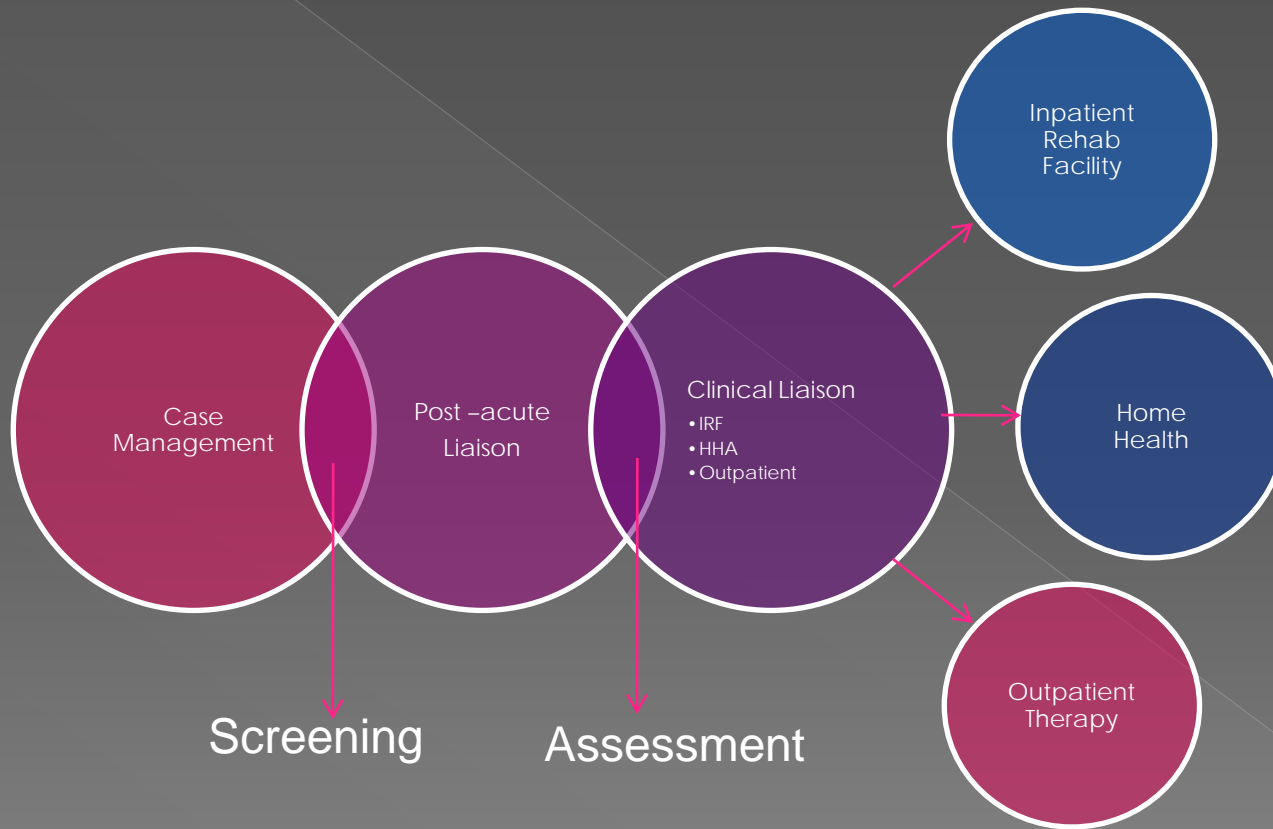 Case
Management
Post –acute
Liaison
Clinical Liaison
• IRF
• HHA
• Outpatient
Inpatient
Rehab
Facility
Home
Health
Outpatient
Therapy
Screening
Assessment